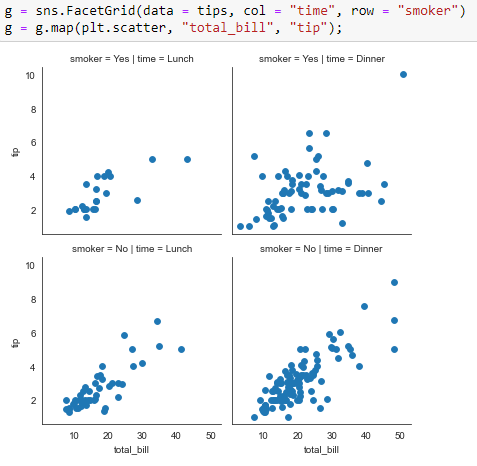 g = sns.FacetGrid(data = tips, col = "time", row = "smoker")
g = g.map(plt.scatter, "total_bill", "tip");
smoker = Yes | time = Lunch
smoker = Yes | time = Dinner
10
8
6
4
2
tip
smoker = No | time = Lunch
smoker = No | time = Dinner
10
8
6
4
2
tip
10 20 30 40 50
10 20 30 40 50
total_bill
total_bill